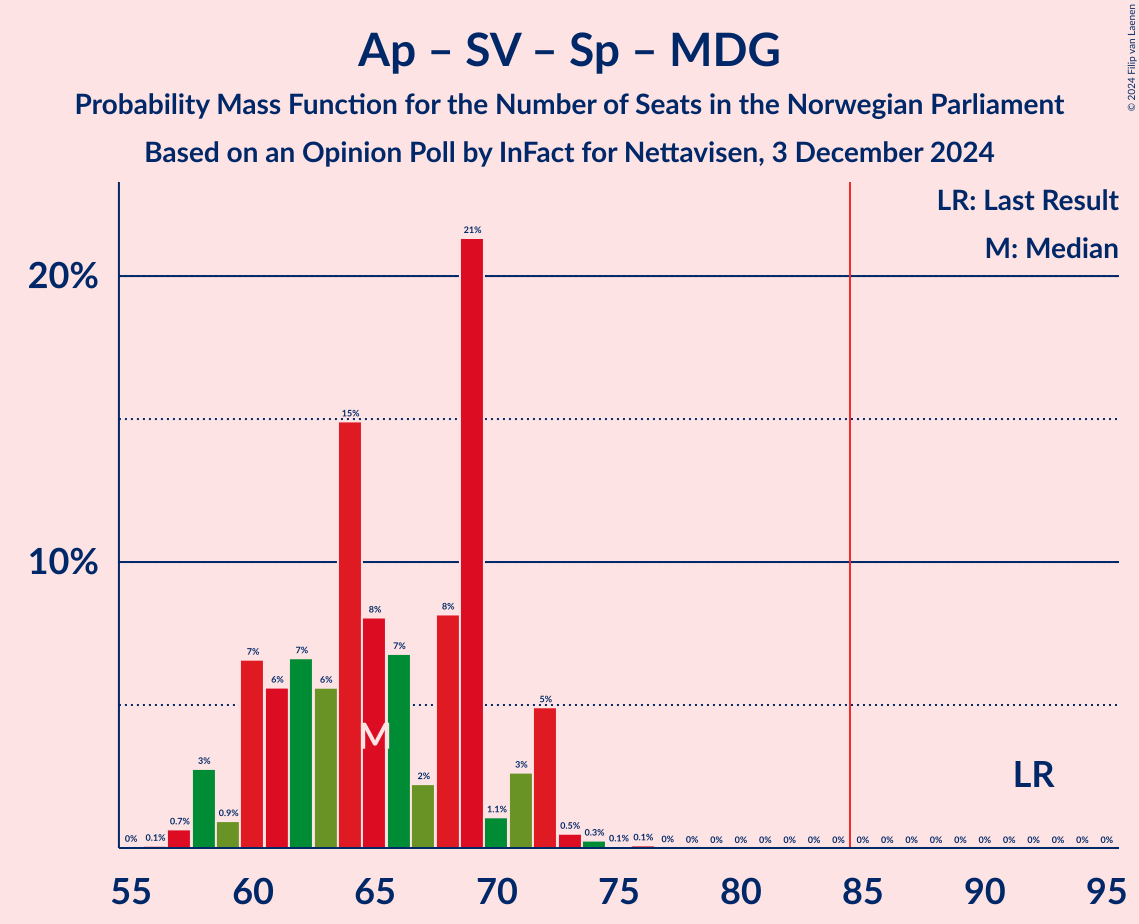 Ap – SV – Sp – MDG
Probability Mass Function for the Number of Seats in the Norwegian Parliament
Based on an Opinion Poll by InFact for Nettavisen, 3 December 2024
© 2024 Filip van Laenen
LR: Last Result
M: Median
20%
10%
0% 0.1% 0.7% 3% 0.9% 7% 6% 7% 6% 15% 8% 7% 2% 8% 21% 1.1% 3% 5% 0.5% 0.3% 0.1% 0.1% 0% 0% 0% 0% 0% 0% 0% 0% 0% 0% 0% 0% 0% 0% 0% 0% 0% 0% 0%
M
LR
55 60 65 70 75 80 85 90 95